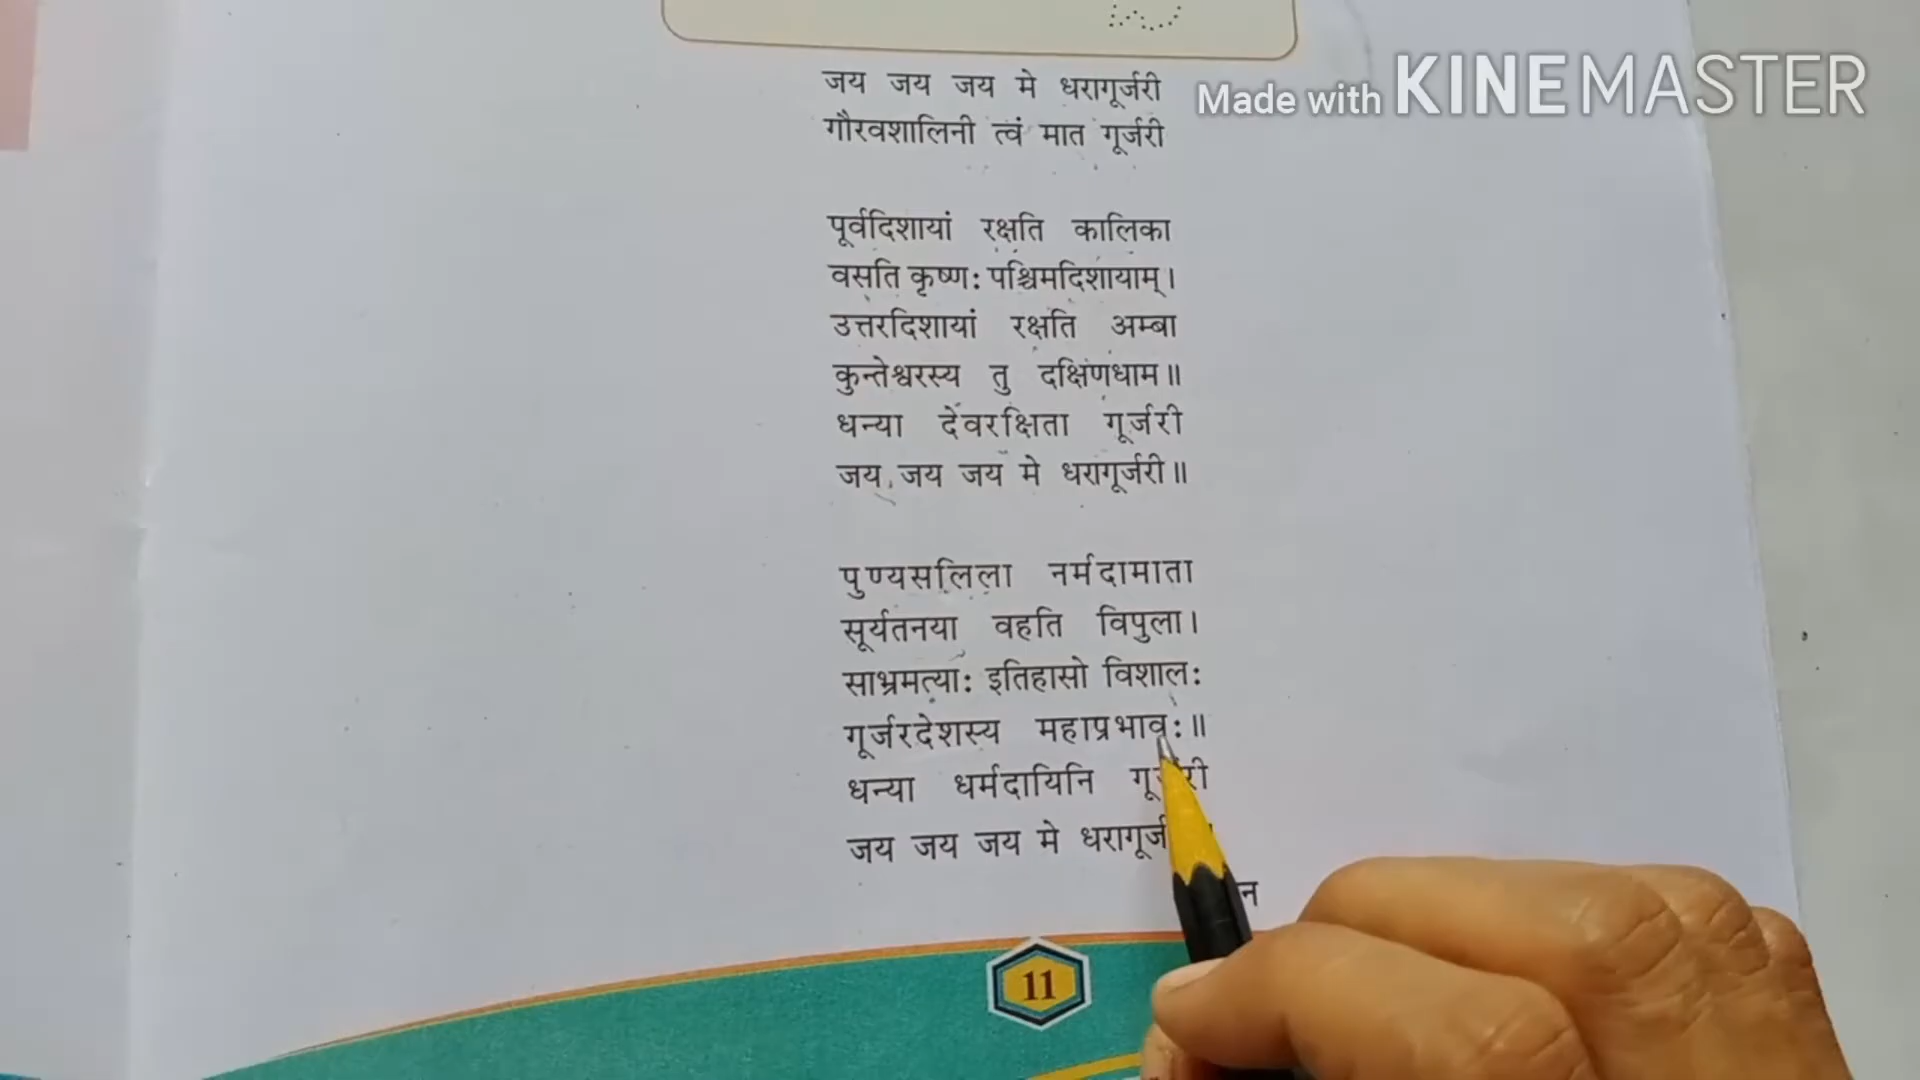 Made with KINEMASTER
जय जय जय मे धरागूर्जरी
गौरवशालिनी त्वं मात गूर्जरी
पूर्वदिशायां रक्षति कालिका
वसति कृष्णः पश्चिमदिशायाम्।
उत्तरदिशायां रक्षति अम्बा
कुन्तेश्वरस्य तु दक्षिणधाम॥
धन्या देवरक्षिता गूर्जरी
जय जय जय मे धरागूर्जरी॥
पुण्यसलिला नर्मदामाता
सूर्यतनया वहति विपुला।
साभ्रमत्याः इतिहासो विशालः
गूर्जरदेशस्य महाप्रभावः॥
धन्या धर्मदायिनि
जय जय जय मे
11